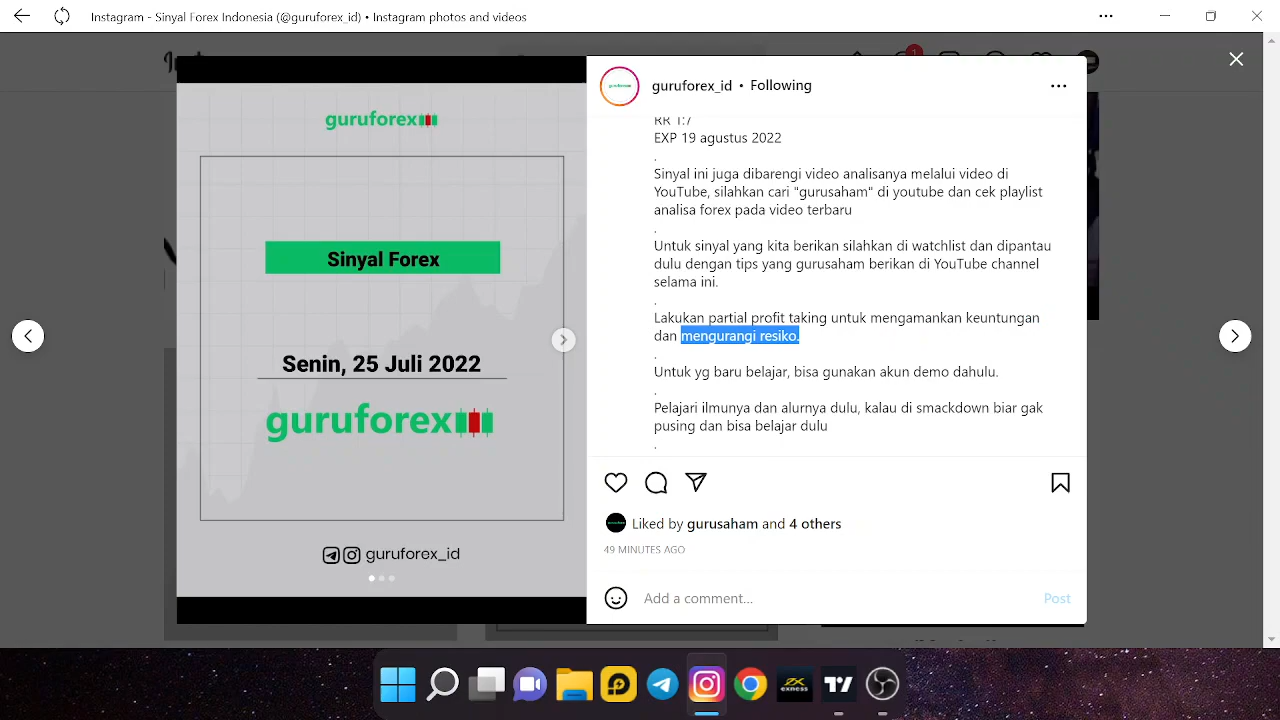 Instagram - Sinyal Forex Indonesia (@guruforex_id) • Instagram photos and videos
guruforex
Sinyal Forex
Senin, 25 Juli 2022
guruforex
guruforex_id
guruforex_id • Following
RR 1:7
EXP 19 agustus 2022
.
Sinyal ini juga dibarengi video analisanya melalui video di
YouTube, silahkan cari "gurusaham" di youtube dan cek playlist
analisa forex pada video terbaru
.
Untuk sinyal yang kita berikan silahkan di watchlist dan dipantau
dulu dengan tips yang gurusaham berikan di YouTube channel
selama ini.
.
Lakukan partial profit taking untuk mengamankan keuntungan
dan mengurangi resiko.
.
Untuk yg baru belajar, bisa gunakan akun demo dahulu.
.
Pelajari ilmunya dan alurnya dulu, kalau di smackdown biar gak
pusing dan bisa belajar dulu
.
Liked by gurusaham and 4 others
49 MINUTES AGO
Add a comment...
Post
exness